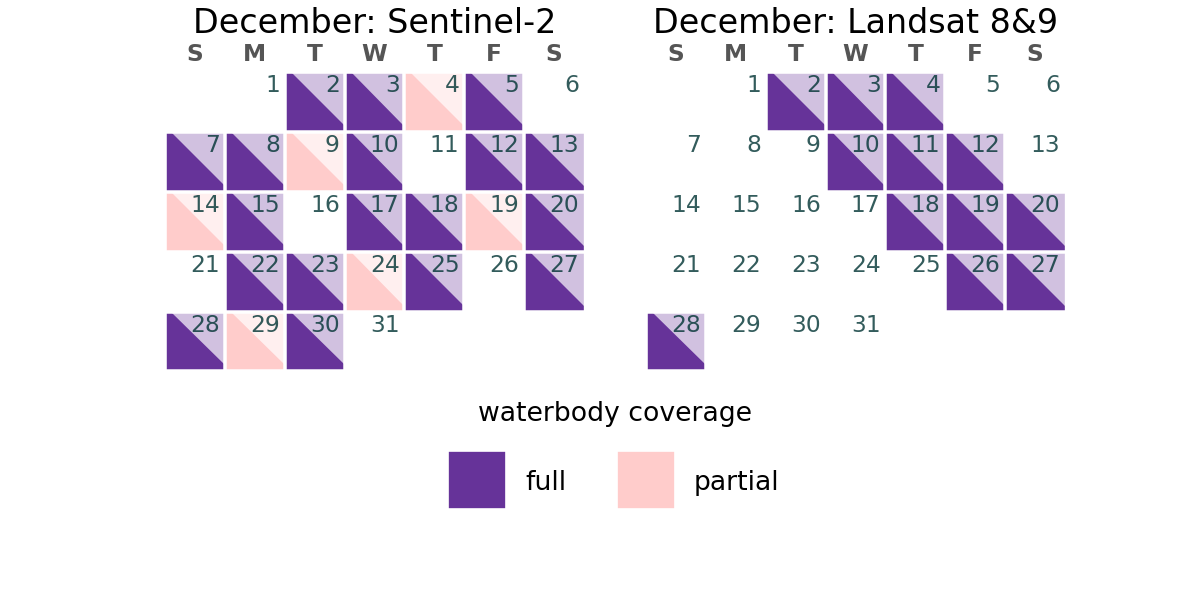 December: Sentinel-2
S M T W T F S
1 2 3 4 5 6
7 8 9 10 11 12 13
14 15 16 17 18 19 20
21 22 23 24 25 26 27
28 29 30 31
December: Landsat 8&9
S M T W T F S
1 2 3 4 5 6
7 8 9 10 11 12 13
14 15 16 17 18 19 20
21 22 23 24 25 26 27
28 29 30 31
waterbody coverage
full partial